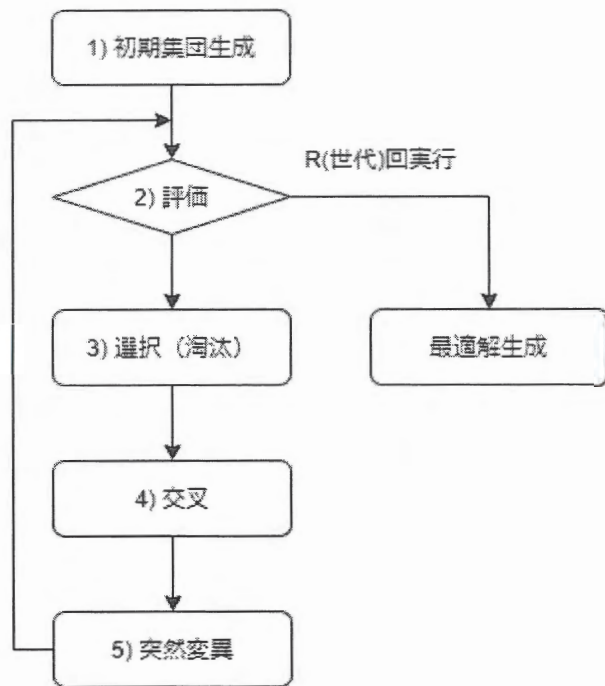 1) 初期集団生成
R(世代)回実行
2) 評価
3) 選択（淘汰）
最適解生成
4) 交叉
5) 突然変異